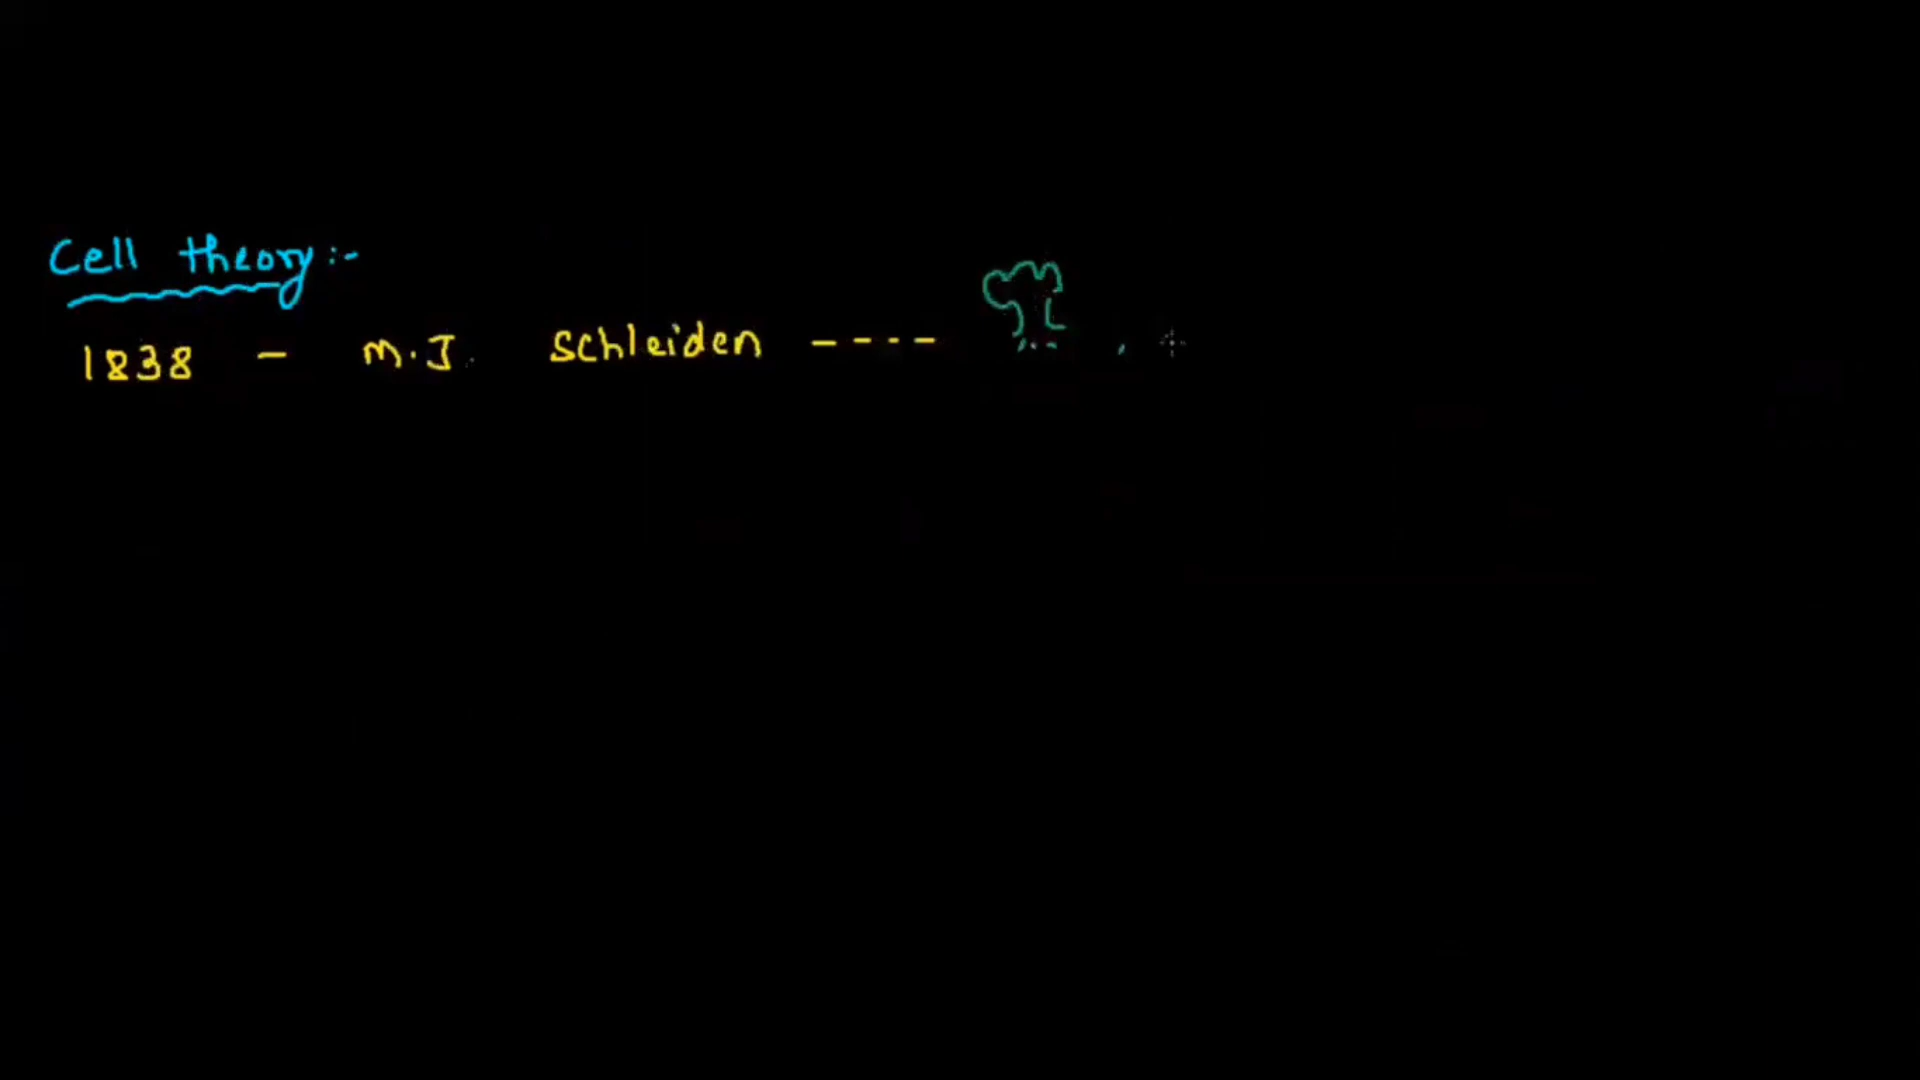 Cell theory:-
1838 - M.J. Schleiden ----